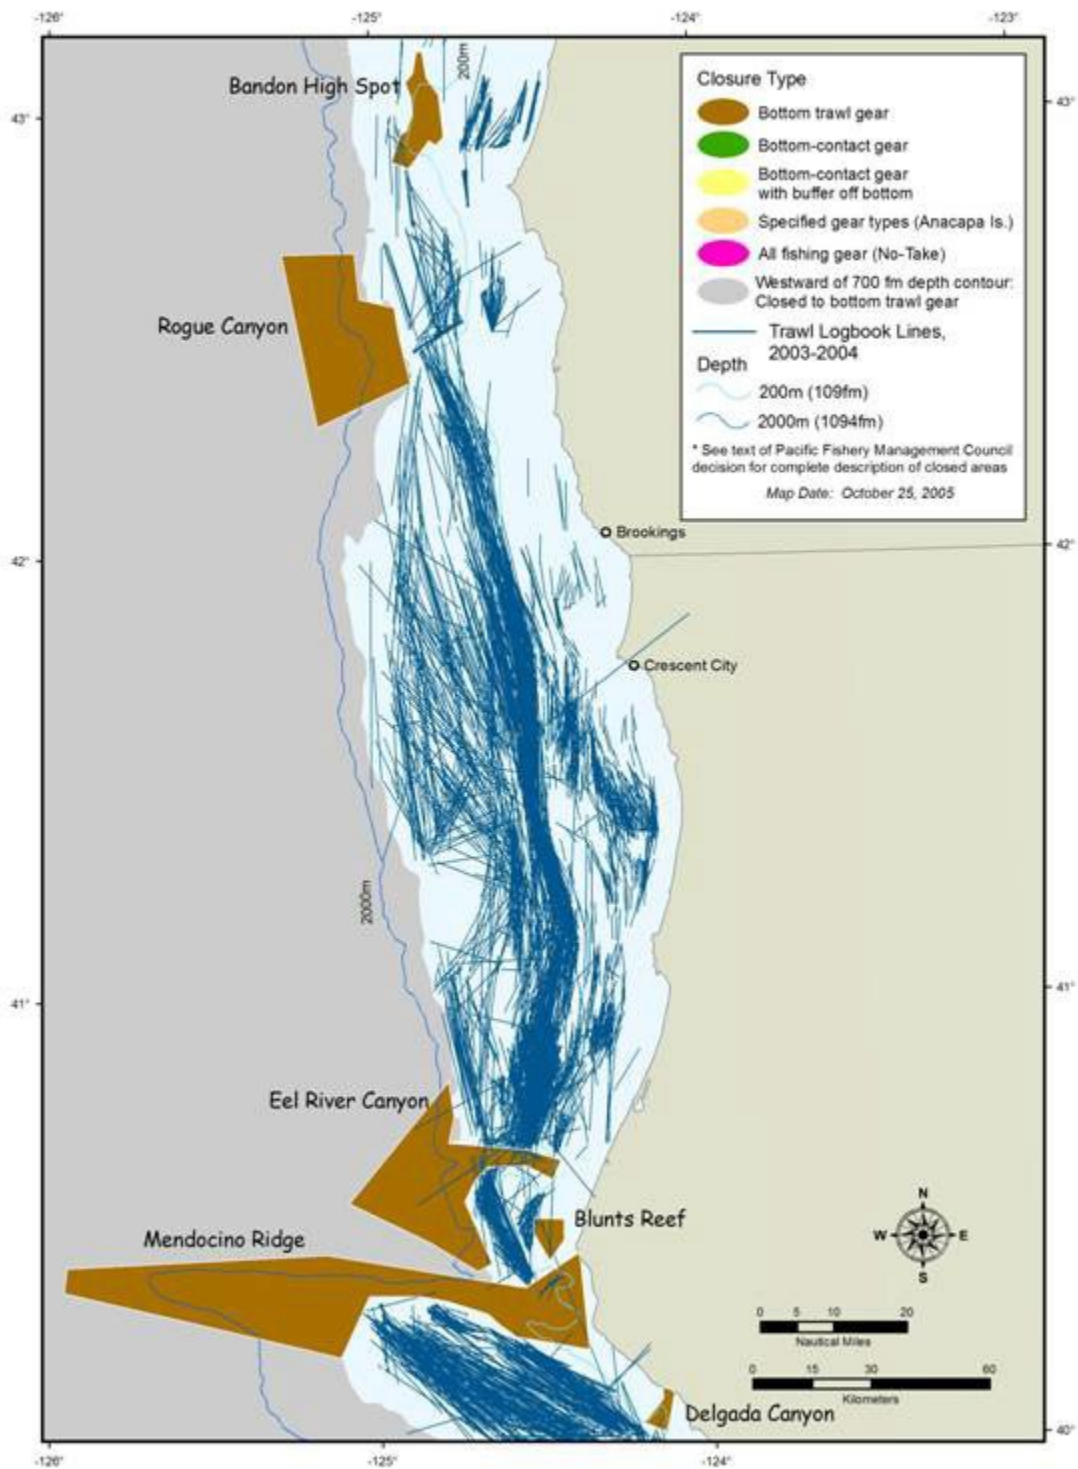 -126°
-125°
-124°
-123°
200m
Bandon High Spot
43°
43°
Closure Type
Bottom trawl gear
Bottom-contact gear
Bottom-contact gear
with buffer off bottom
Specified gear types (Anacapa Is.)
All fishing gear (No-Take)
Westward of 700 fm depth contour:
Closed to bottom trawl gear
Trawl Logbook Lines,
2003-2004
Depth
200m (109fm)
2000m (1094fm)
* See text of Pacific Fishery Management Council
decision for complete description of closed areas
Map Date: October 25, 2005
Rogue Canyon
Brookings
42°
42°
Crescent City
2000m
41°
41°
Eel River Canyon
Blunts Reef
Mendocino Ridge
N
W
E
S
0 5 10 20
Nautical Miles
0 15 30 60
Kilometers
Delgada Canyon
40°
-126°
-125°
-124°